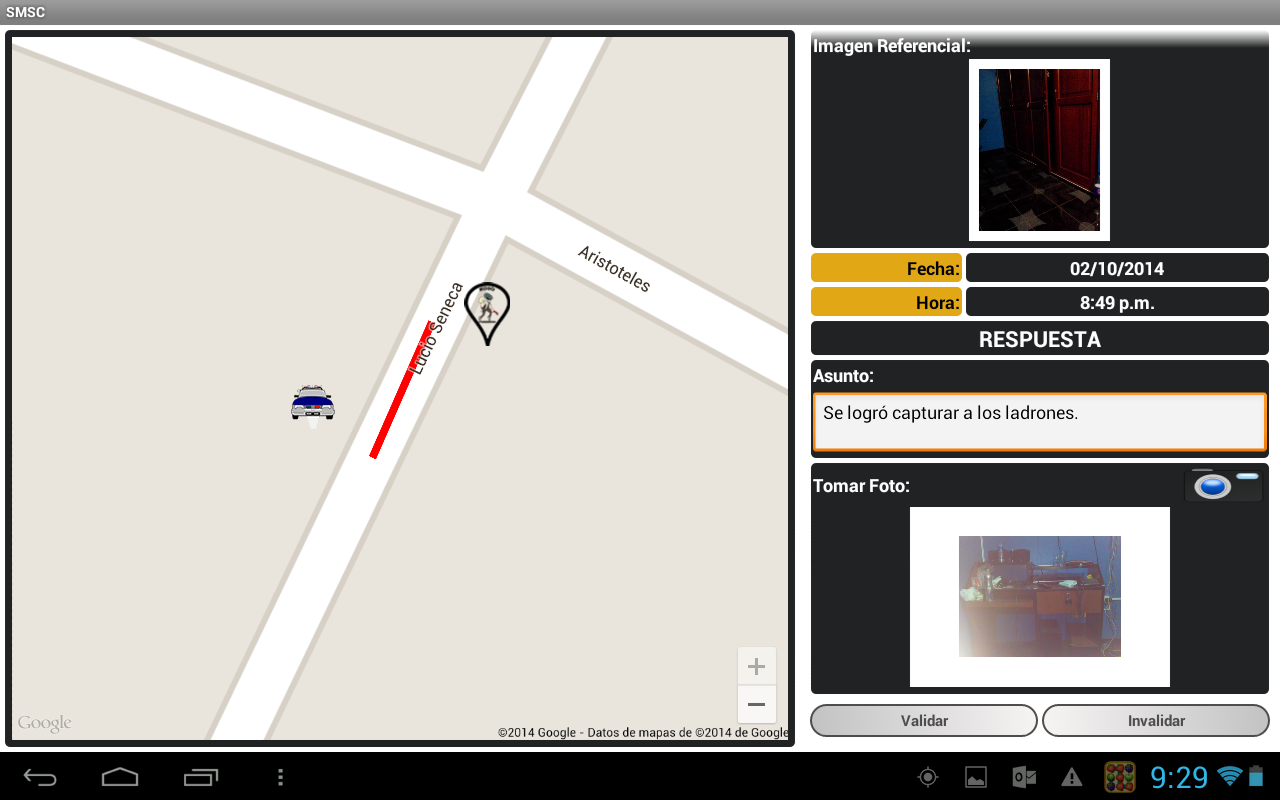 SMSC
Aristoteles
Lucio Seneca
Google
©2014 Google - Datos de mapas de ©2014 de Google
Imagen Referencial:
Fecha: 02/10/2014
Hora: 8:49 p.m.
RESPUESTA
Asunto:
Se logró capturar a los ladrones.
Tomar Foto:
Validar Invalidar
9:29